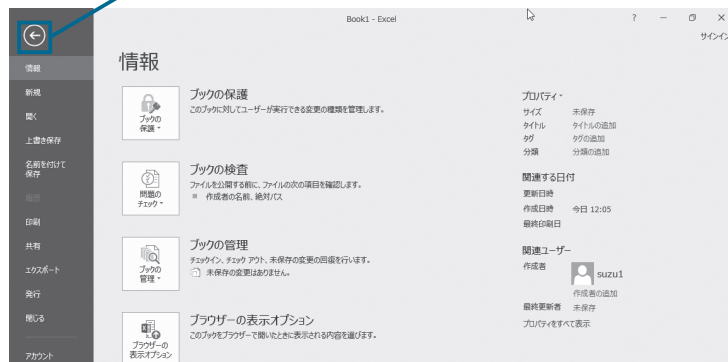 Book1 - Excel
?
サインイン
情報
新規
開く
上書き保存
名前を付けて
保存
履歴
印刷
共有
エクスポート
発行
閉じる
アカウント
情報
ブックの
保護
ブックの保護
このブックに対してユーザーが実行できる変更の種類を管理します。
問題の
チェック
ブックの検査
ファイルを公開する前に、ファイルの次の項目を確認します。
作成者の名前、絶対パス
ブックの
管理
ブックの管理
チェックイン、チェック アウト、未保存の変更の回復を行います。
未保存の変更はありません。
ブラウザーの
表示オプション
ブラウザーの表示オプション
このブックをブラウザーで開いたときに表示される内容を選びます。
プロパティ
サイズ 未保存
タイトル タイトルの追加
タグ タグの追加
分類 分類の追加
関連する日付
更新日時
作成日時 今日 12:05
最終印刷日
関連ユーザー
作成者 suzu1
作成者の追加
最終更新者 未保存
プロパティをすべて表示